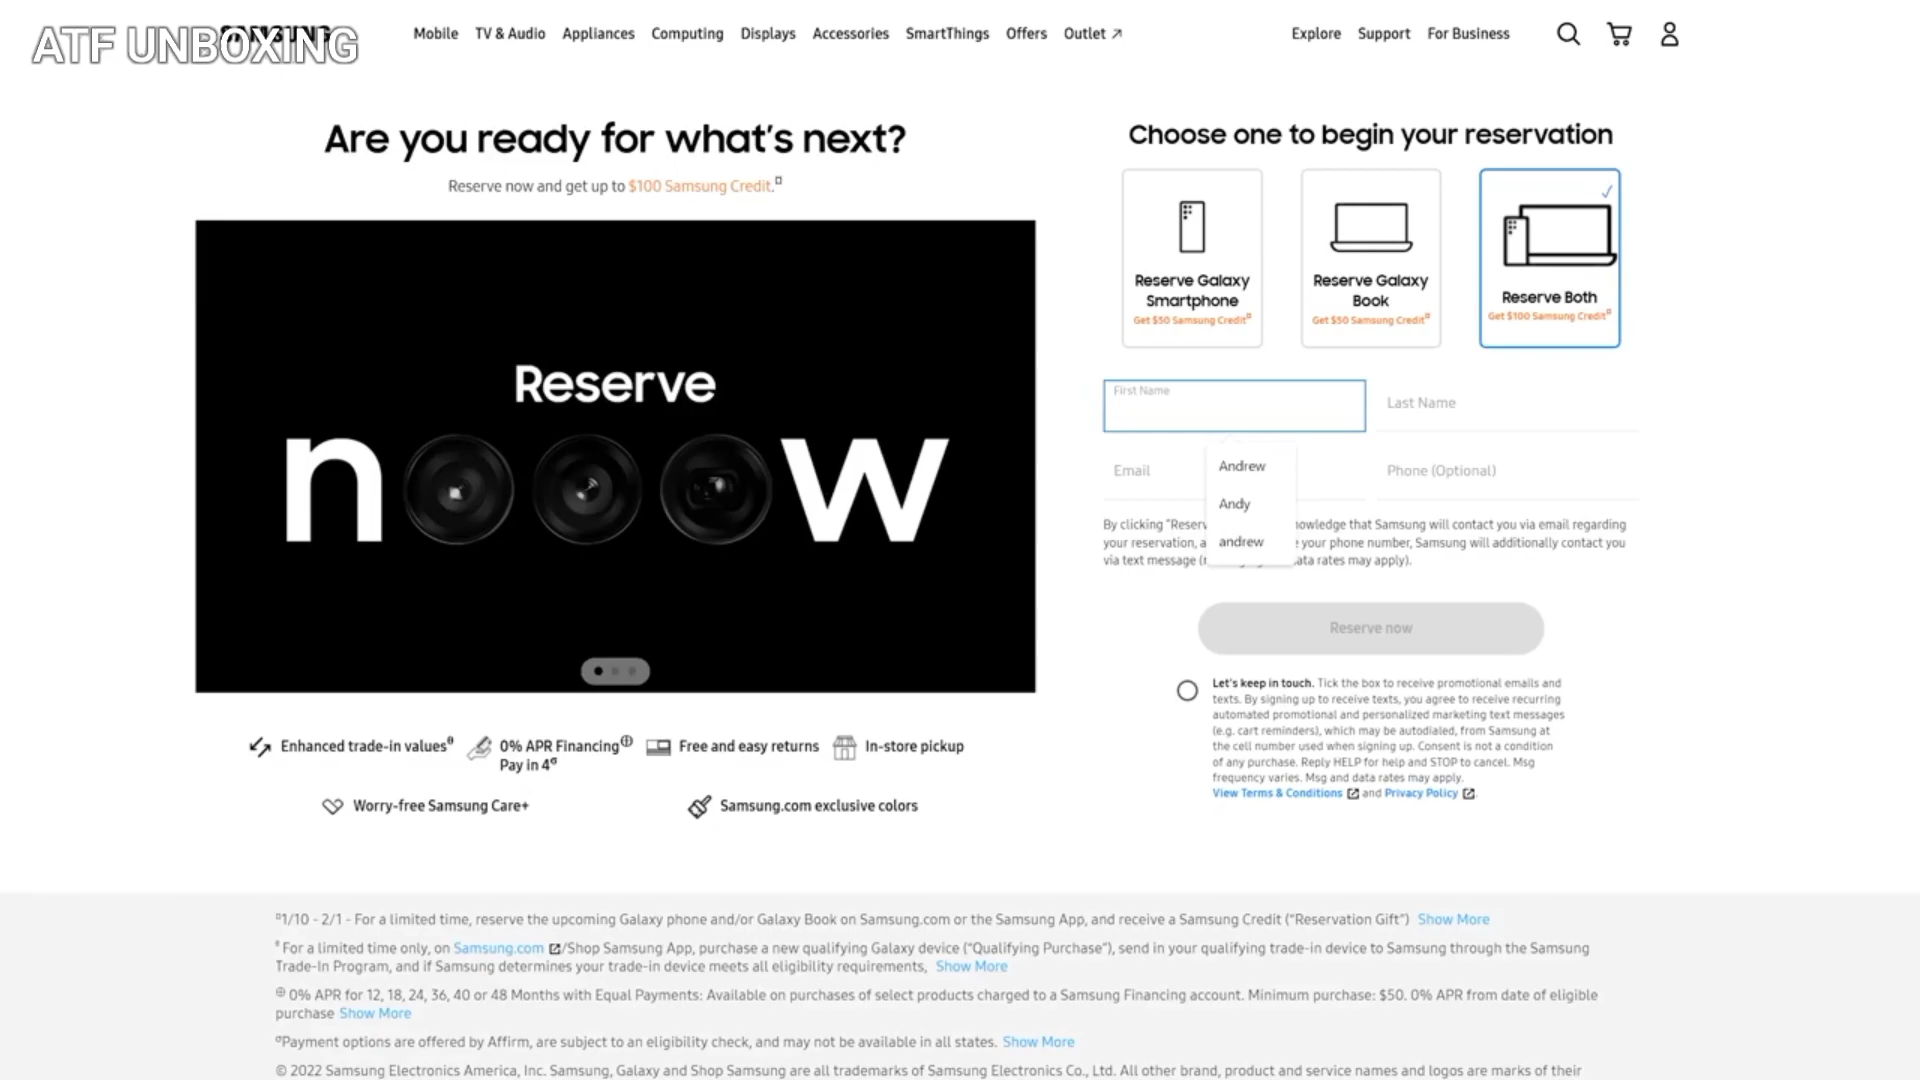 ATF UNBOXING
SAMSUNG
Mobile TV & Audio Appliances Computing Displays Accessories SmartThings Offers Outlet
Explore Support For Business
Are you ready for what's next?
Reserve now and get up to $100 Samsung Credit.¤
Reserve
n w
Enhanced trade-in valuesθ
0% APR Financing⊕
Pay in 4σ
Free and easy returns
In-store pickup
Worry-free Samsung Care+
Samsung.com exclusive colors
Choose one to begin your reservation
Reserve Galaxy
Smartphone
Get $50 Samsung Credit¤
Reserve Galaxy
Book
Get $50 Samsung Credit¤
Reserve Both
Get $100 Samsung Credit¤
First Name
Last Name
Email
Phone (Optional)
Andrew
Andy
andrew
By clicking "Reserv owledge that Samsung will contact you via email regarding
your reservation, a your phone number, Samsung will additionally contact you
via text message ( ata rates may apply).
Reserve now
Let's keep in touch. Tick the box to receive promotional emails and
texts. By signing up to receive texts, you agree to receive recurring
automated promotional and personalized marketing text messages
(e.g. cart reminders), which may be autodialed, from Samsung at
the cell number used when signing up. Consent is not a condition
of any purchase. Reply HELP for help and STOP to cancel. Msg
frequency varies. Msg and data rates may apply.
View Terms & Conditions and Privacy Policy
¤1/10 - 2/1 - For a limited time, reserve the upcoming Galaxy phone and/or Galaxy Book on Samsung.com or the Samsung App, and receive a Samsung Credit (“Reservation Gift”) Show More
θFor a limited time only, on Samsung.com /Shop Samsung App, purchase a new qualifying Galaxy device (“Qualifying Purchase”), send in your qualifying trade-in device to Samsung through the Samsung
Trade-In Program, and if Samsung determines your trade-in device meets all eligibility requirements, Show More
⊕ 0% APR for 12, 18, 24, 36, 40 or 48 Months with Equal Payments: Available on purchases of select products charged to a Samsung Financing account. Minimum purchase: $50. 0% APR from date of eligible
purchase Show More
σPayment options are offered by Affirm, are subject to an eligibility check, and may not be available in all states. Show More
© 2022 Samsung Electronics America, Inc. Samsung, Galaxy and Shop Samsung are all trademarks of Samsung Electronics Co., Ltd. All other brand, product and service names and logos are marks of their